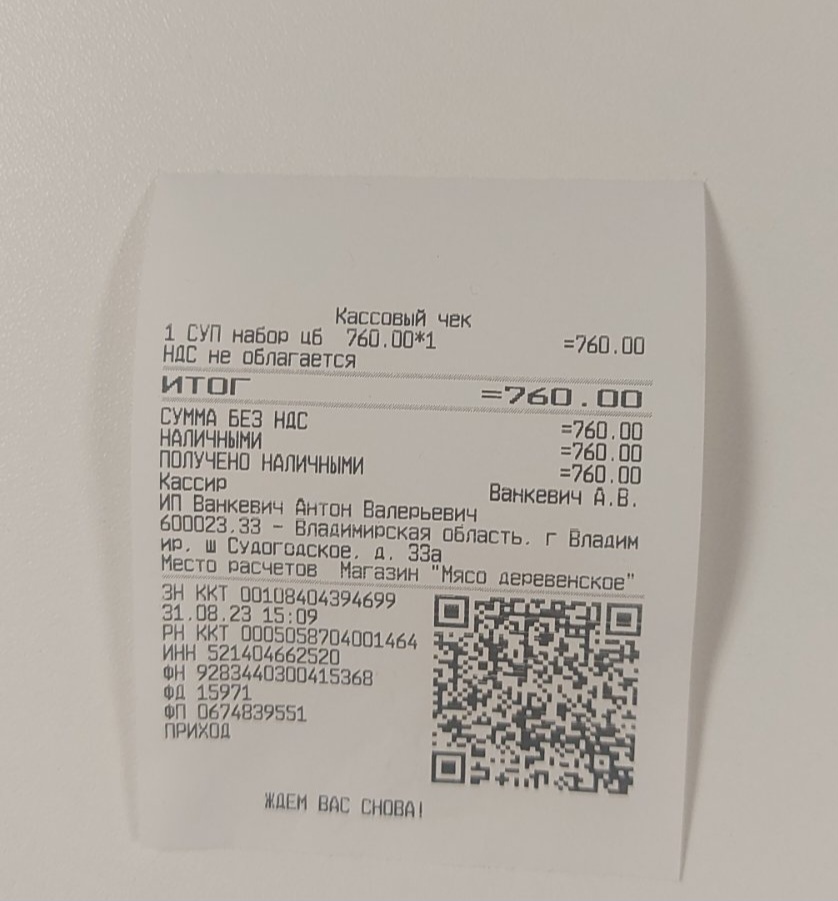 Кассовый чек
1 СУП набор цб 760.00*1 =760.00
НДС не облагается
ИТОГ =760.00
СУММА БЕЗ НДС =760.00
НАЛИЧНЫМИ =760.00
ПОЛУЧЕНО НАЛИЧНЫМИ =760.00
Кассир Ванкевич А.В.
ИП Ванкевич Антон Валерьевич
600023,33 - Владимирская область, г Владим
ир, ш Судогодское, д. 33а
Место расчетов Магазин "Мясо деревенское"
ЗН ККТ 00108404394699
31.08.23 15:09
РН ККТ 0005058704001464
ИНН 521404662520
ФН 9283440300415368
ФД 15971
ФП 0674839551
ПРИХОД
ЖДЕМ ВАС СНОВА!